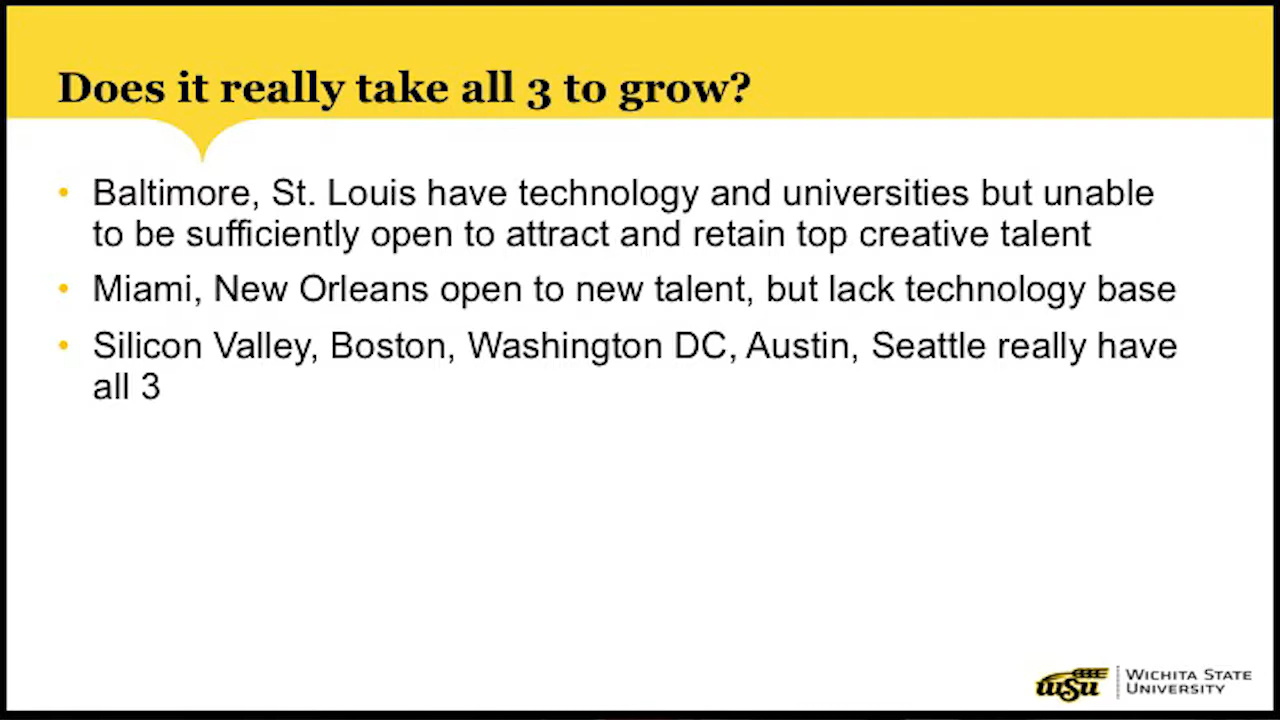 Does it really take all 3 to grow?
• Baltimore, St. Louis have technology and universities but unable
to be sufficiently open to attract and retain top creative talent
• Miami, New Orleans open to new talent, but lack technology base
• Silicon Valley, Boston, Washington DC, Austin, Seattle really have
all 3
WSU
WICHITA STATE
UNIVERSITY